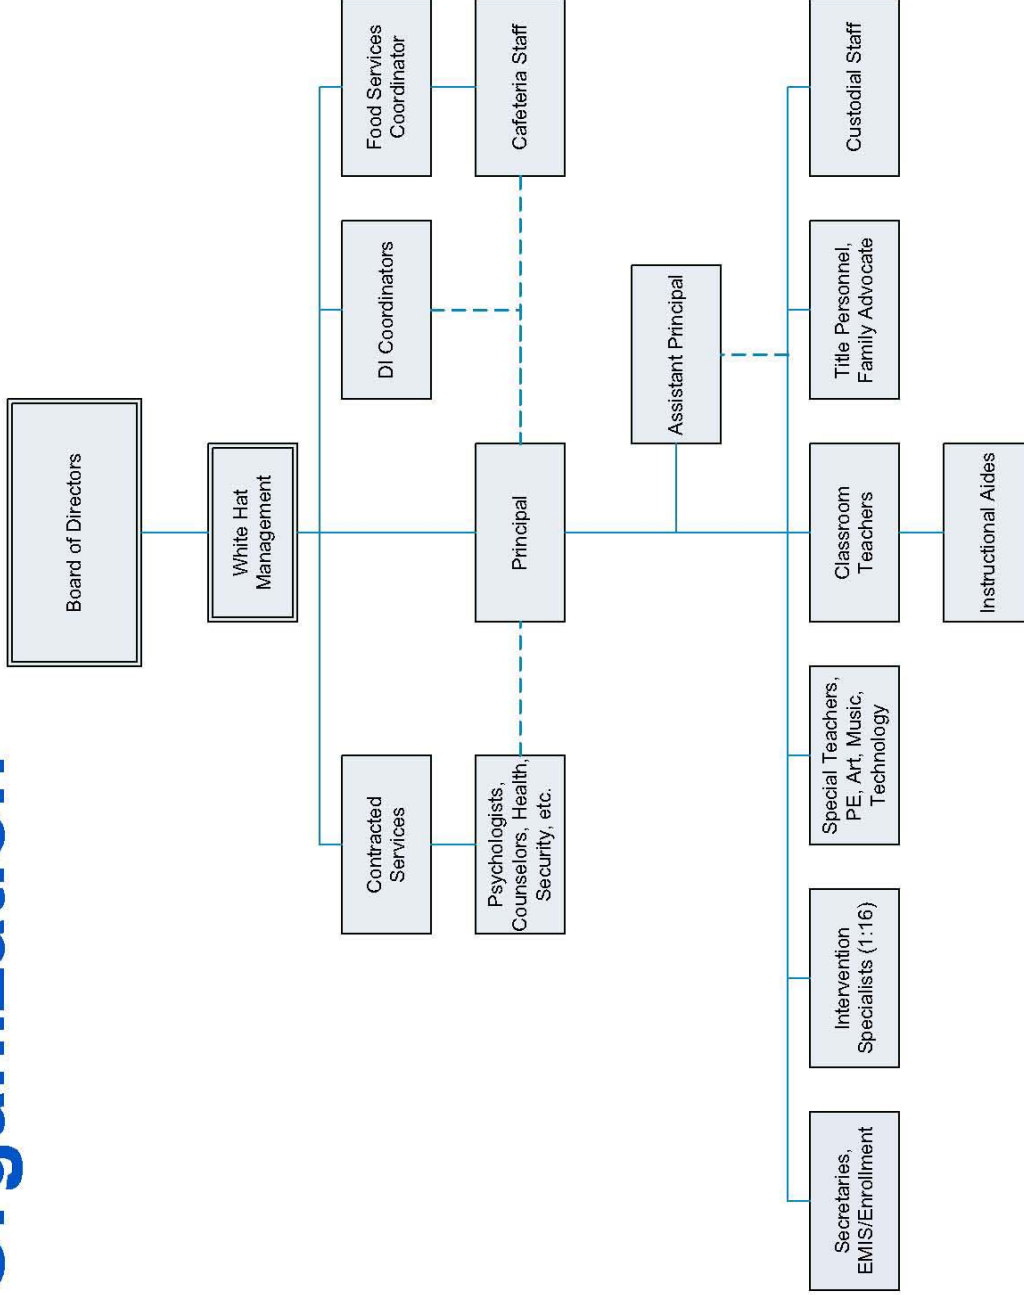 Organization
Board of Directors
White Hat
Management
Contracted
Services
DI Coordinators
Food Services
Coordinator
Psychologists,
Counselors, Health,
Security, etc.
Principal
Cafeteria Staff
Assistant Principal
Secretaries,
EMIS/Enrollment
Intervention
Specialists (1:16)
Special Teachers,
PE, Art, Music,
Technology
Classroom
Teachers
Title Personnel,
Family Advocate
Custodial Staff
Instructional Aides